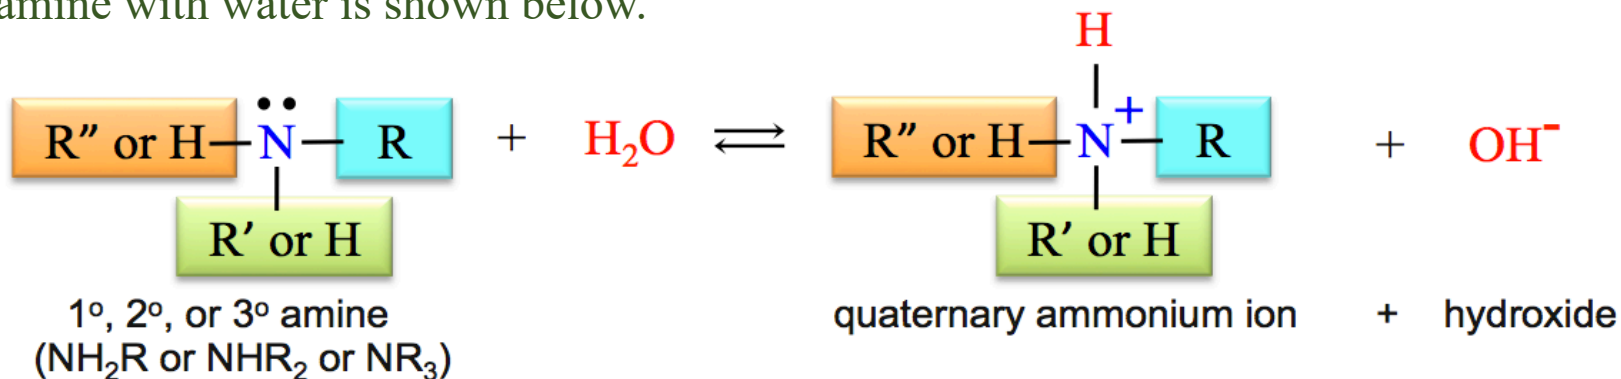 amine with water is shown below.
H
R” or H—N—R + H₂O ⇌ R” or H—N⁺—R + OH⁻
R’ or H R’ or H
1º, 2º, or 3º amine quaternary ammonium ion + hydroxide
(NH₂R or NHR₂ or NR₃)